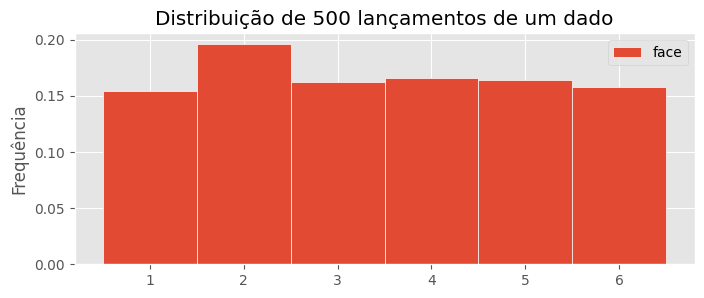 Distribuição de 500 lançamentos de um dado
face
Frequência
0.20
0.15
0.10
0.05
0.00
1 2 3 4 5 6